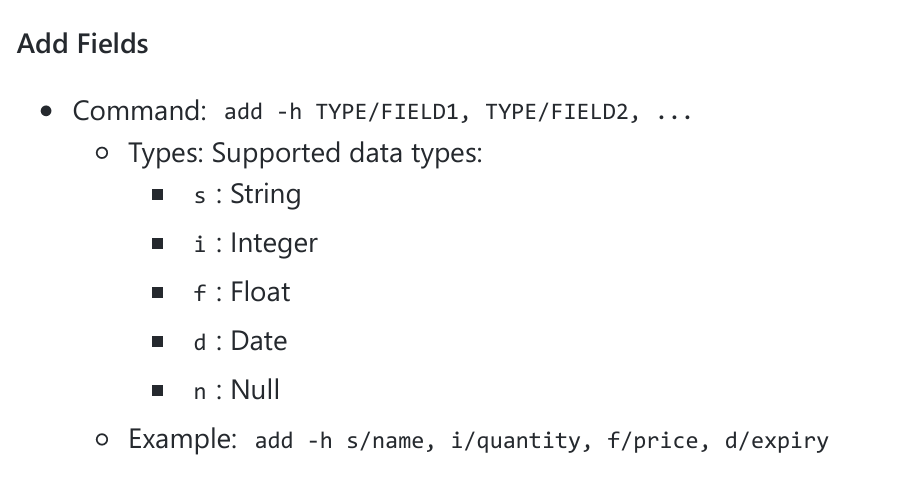 Add Fields
Command: add -h TYPE/FIELD1, TYPE/FIELD2, ...
Types: Supported data types:
s : String
i : Integer
f : Float
d : Date
n : Null
Example: add -h s/name, i/quantity, f/price, d/expiry